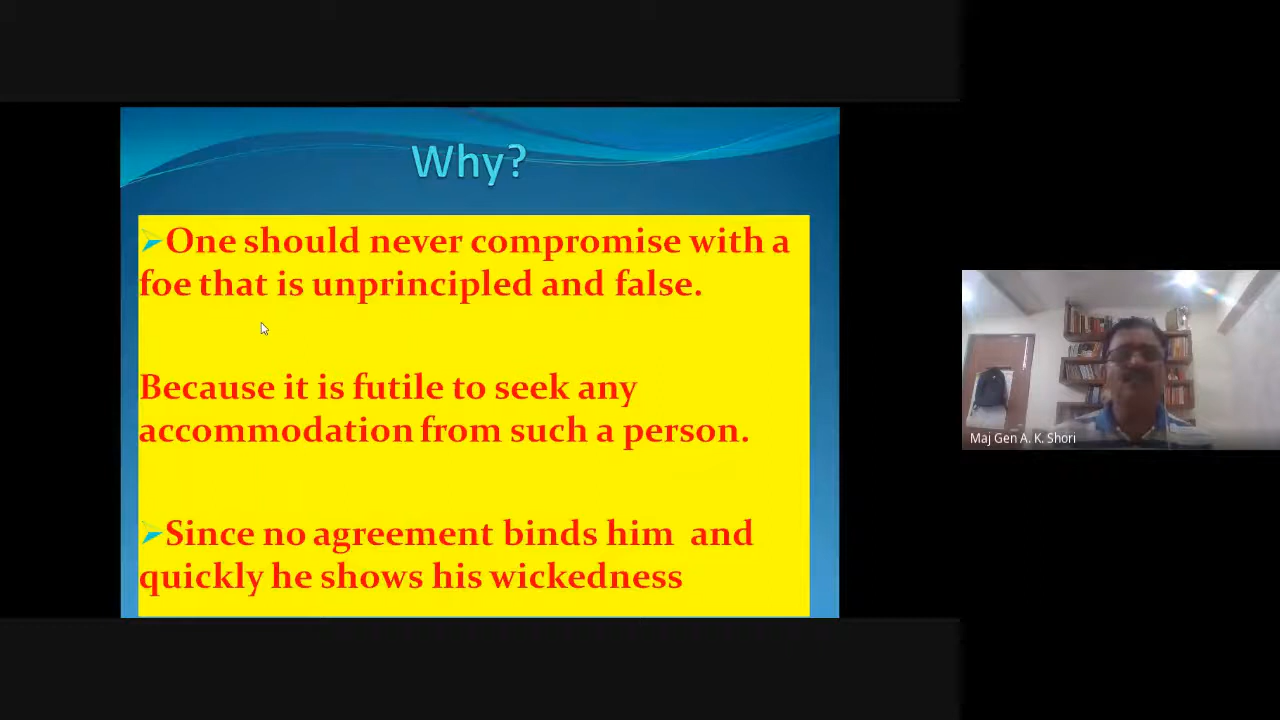 Why?
One should never compromise with a
foe that is unprincipled and false.
Because it is futile to seek any
accommodation from such a person.
Since no agreement binds him and
quickly he shows his wickedness
Maj Gen A. K. Shori